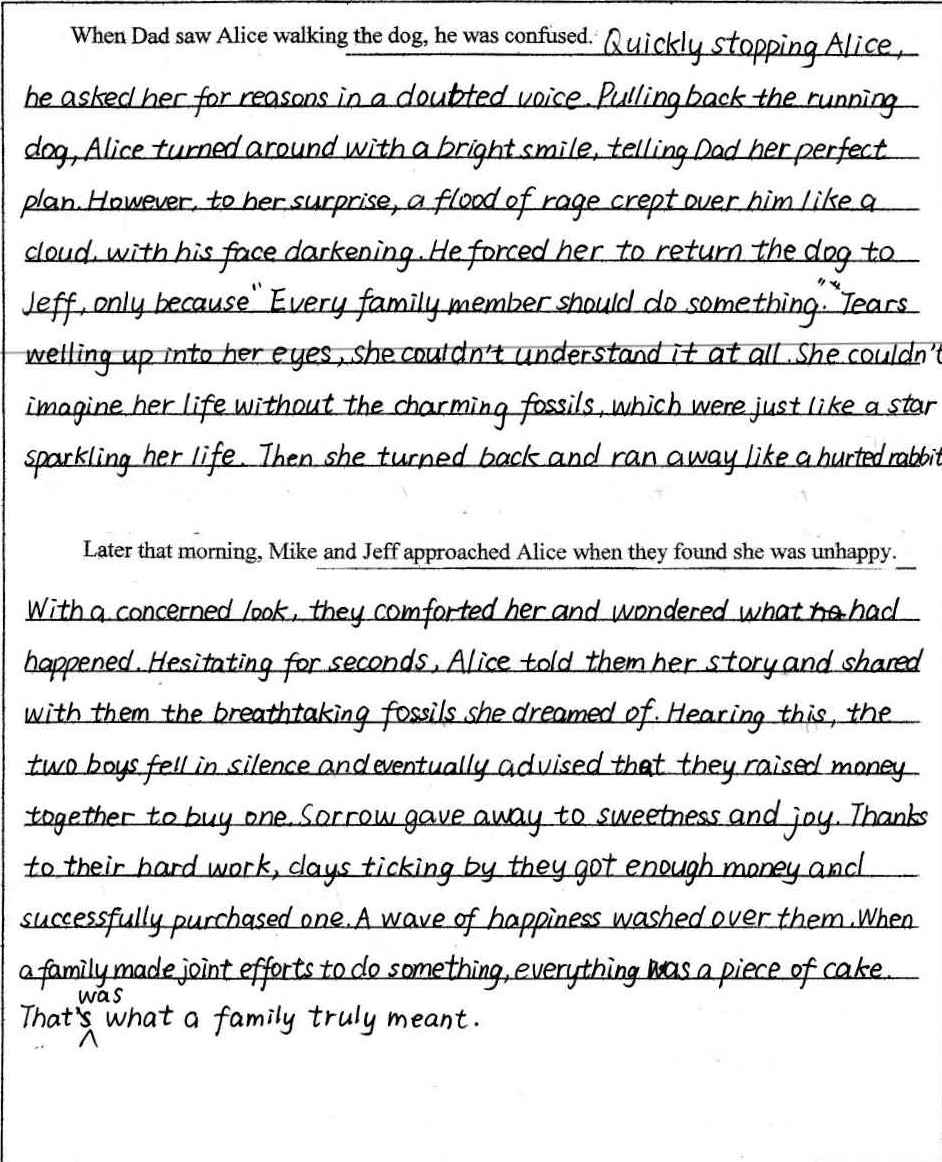 When Dad saw Alice walking the dog, he was confused. Quickly stopping Alice,
he asked her for reasons in a doubted voice. Pulling back the running
dog, Alice turned around with a bright smile, telling Dad her perfect
plan. However, to her surprise, a flood of rage crept over him like a
cloud, with his face darkening. He forced her to return the dog to
Jeff, only because "Every family member should do something." Tears
welling up into her eyes, she couldn't understand it at all. She couldn't
imagine her life without the charming fossils, which were just like a star
sparkling her life. Then she turned back and ran away like a hurted rabbit
Later that morning, Mike and Jeff approached Alice when they found she was unhappy.
With a concerned look, they comforted her and wondered what had
happened. Hesitating for seconds, Alice told them her story and shared
with them the breathtaking fossils she dreamed of. Hearing this, the
two boys fell in silence and eventually advised that they raised money
together to buy one. Sorrow gave away to sweetness and joy. Thanks
to their hard work, days ticking by they got enough money and
successfully purchased one. A wave of happiness washed over them. When
a family made joint efforts to do something, everything was a piece of cake.
That was what a family truly meant.